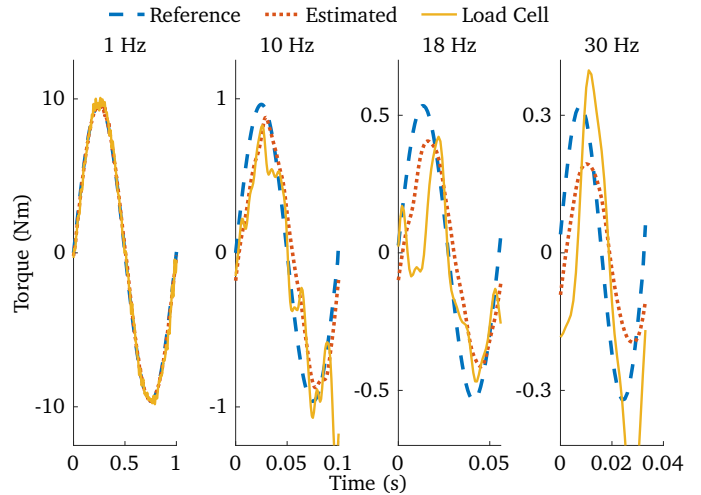 Reference Estimated Load Cell
1 Hz 10 Hz 18 Hz 30 Hz
Torque (Nm)
10
0
-10
0 0.5 1
1
0
-1
0 0.05 0.1
0.5
0
-0.5
0 0.05
0.3
0
-0.3
0 0.02 0.04
Time (s)